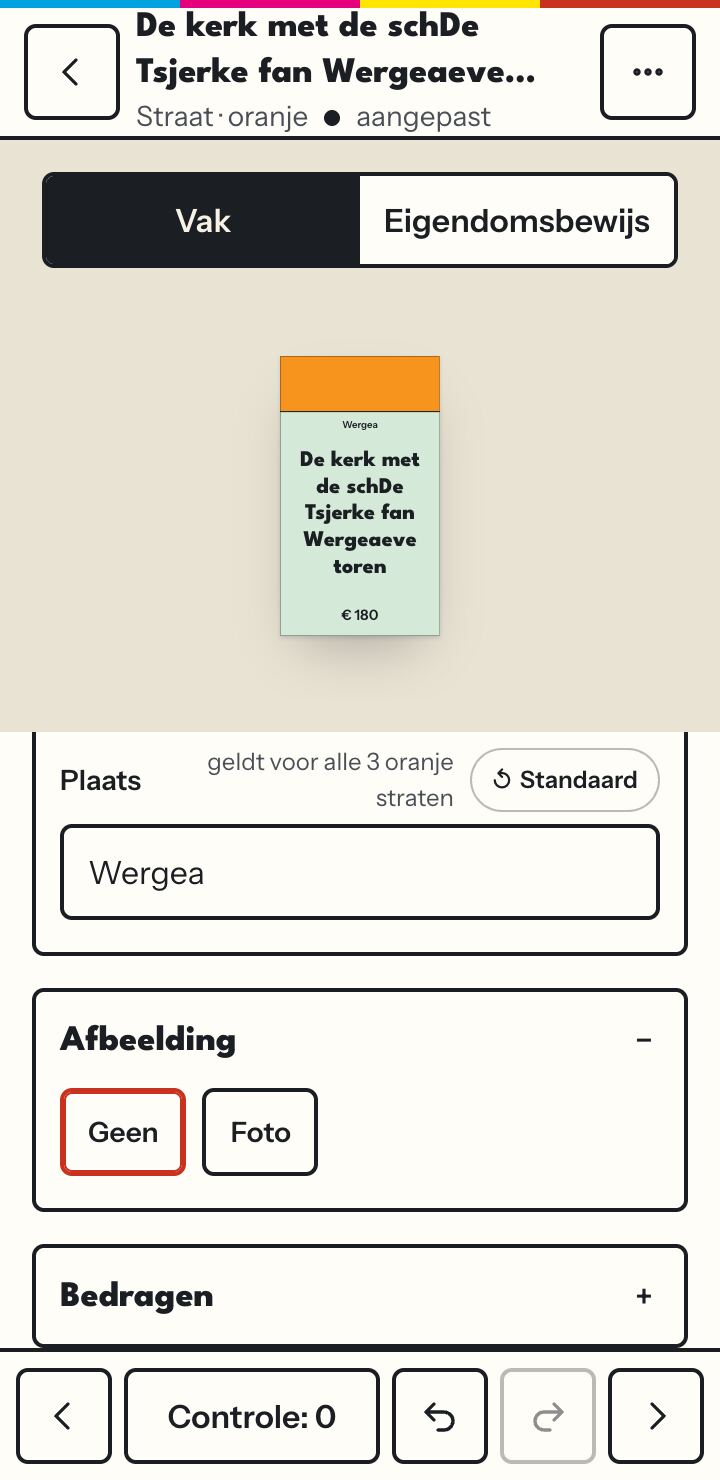 De kerk met de schDe
Tsjerke fan Wergeaeve...
Straat · oranje ● aangepast
Vak
Eigendomsbewijs
Wergea
De kerk met
de schDe
Tsjerke fan
Wergeaeve
toren
€ 180
Plaats
geldt voor alle 3 oranje
straten
Standaard
Wergea
Afbeelding
Geen
Foto
Bedragen
Controle: 0